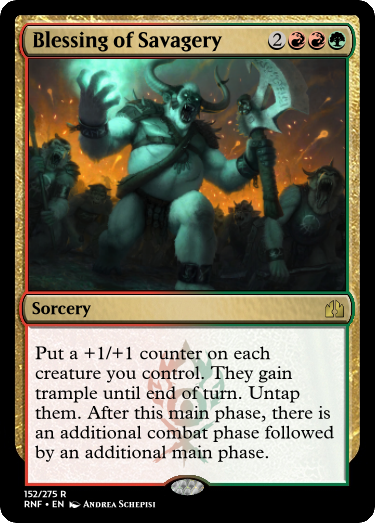 Blessing of Savagery 2
Sorcery
Put a +1/+1 counter on each
creature you control. They gain
trample until end of turn. Untap
them. After this main phase, there is
an additional combat phase followed
by an additional main phase.
152/275 R
RNF • EN Andrea Schepisi